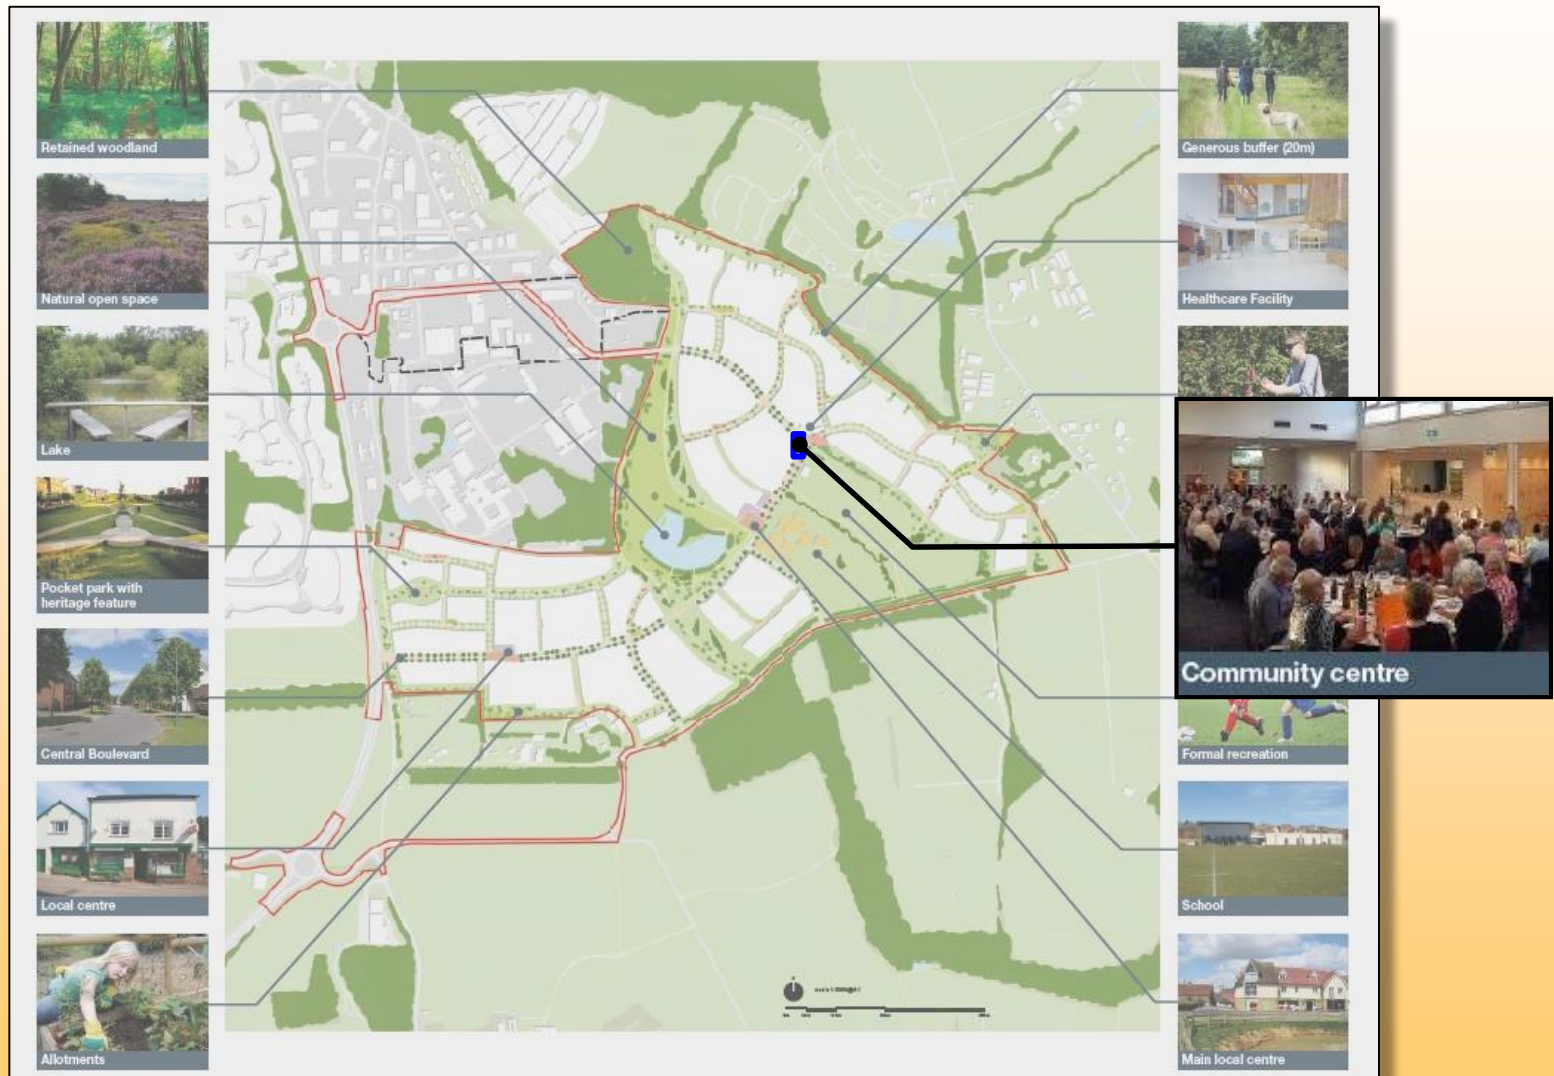 Retained woodland
Natural open space
Lake
Pocket park with
heritage feature
Central Boulevard
Local centre
Allotments
Generous buffer (20m)
Healthcare Facility
Community centre
Formal recreation
School
Main local centre